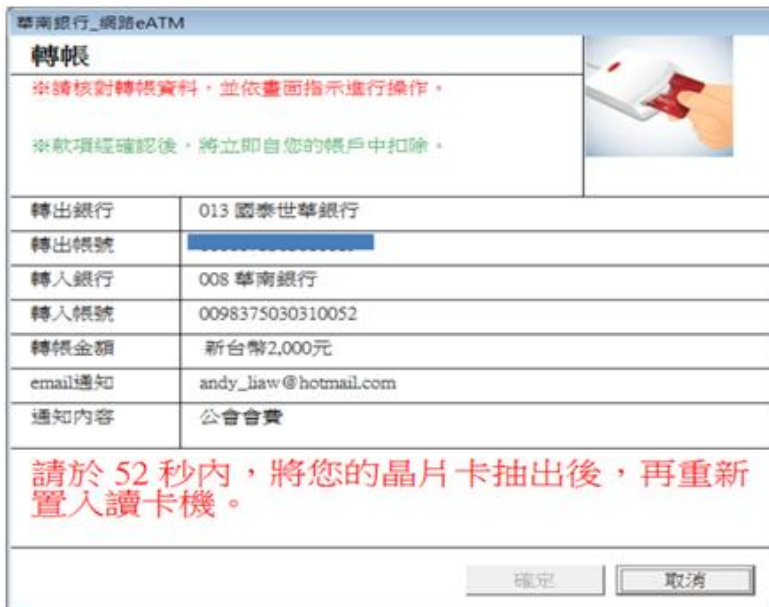 華南銀行_網路eATM
轉帳
※請核對轉帳資料，並依畫面指示進行操作。
※款項經確認後，將立即自您的帳戶中扣除。
轉出銀行 013 國泰世華銀行
轉出帳號
轉入銀行 008 華南銀行
轉入帳號 0098375030310052
轉帳金額 新台幣2,000元
email通知 andy_liaw@hotmail.com
通知內容 公會會費
請於 52 秒內，將您的晶片卡抽出後，再重新
置入讀卡機。
確定 取消